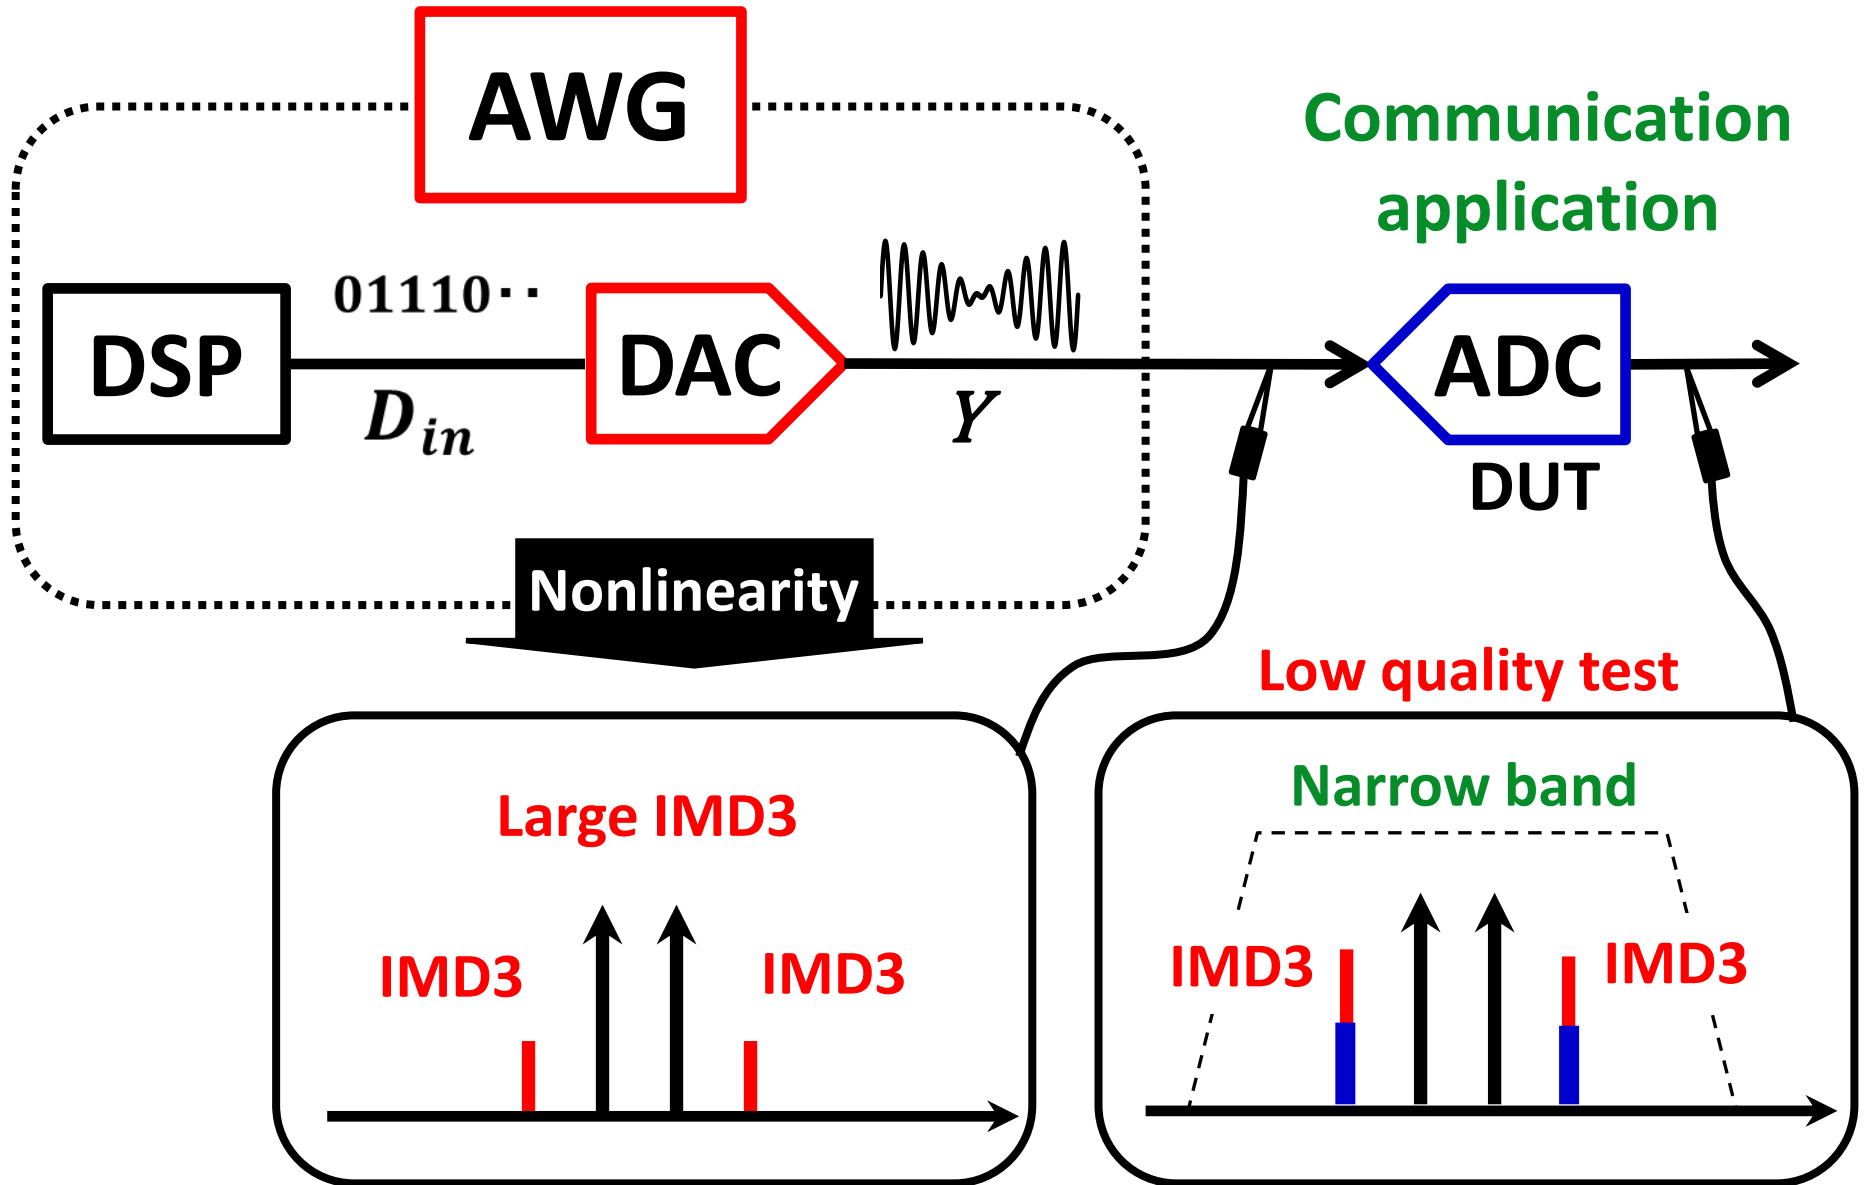 AWG
Communication
application
01110··
DSP
DAC
ADC
D_in
Y
DUT
Nonlinearity
Low quality test
Large IMD3
Narrow band
IMD3
IMD3
IMD3
IMD3